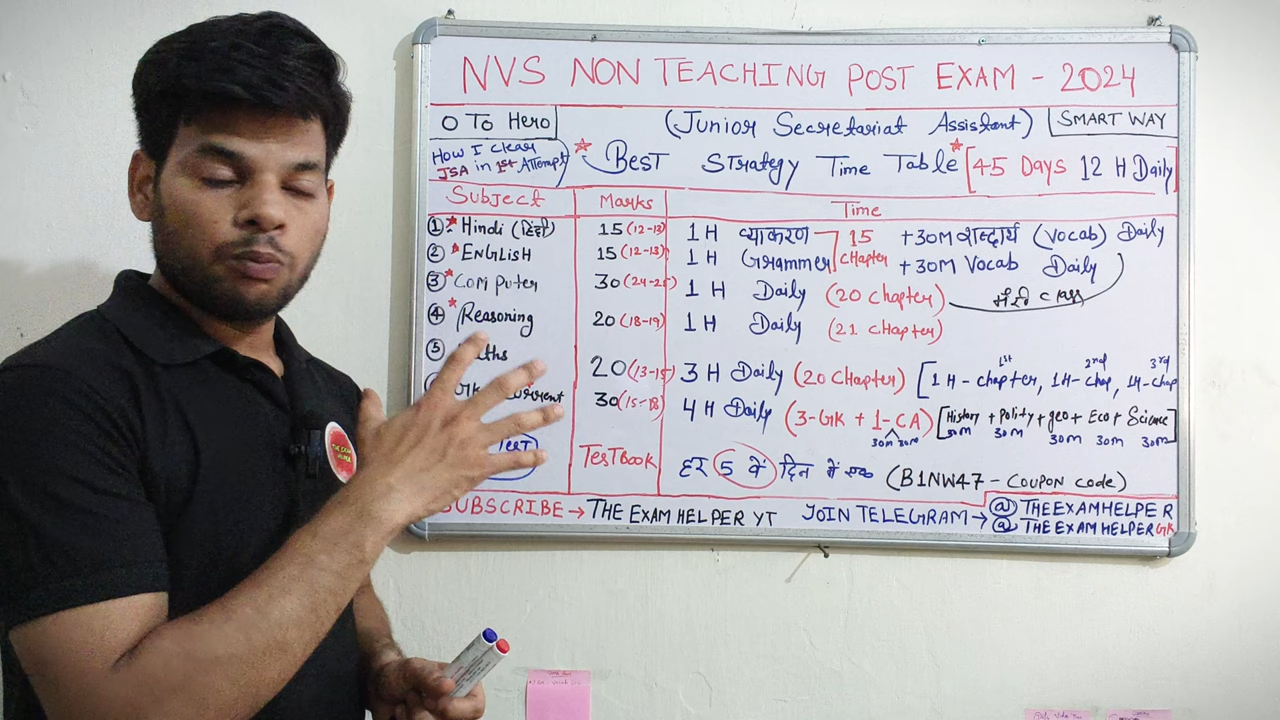 NVS NON TEACHING POST EXAM - 2024
0 To Hero
(Junior Secretariat Assistant)
SMART WAY
How I Clear
JSA in 1st Attempt)
* Best Strategy Time Table * [45 Days 12 H Daily]
Subject Marks Time
① * Hindi (हिंदी) 15 (12-13) 1 H व्याकरण 15 +30M शब्दार्थ (Vocab) Daily
② * ENGLISH 15 (12-13) 1 H Grammer chapter +30M Vocab Daily
③ * Computer 30 (24-25) 1 H Daily (20 chapter) class
④ * Reasoning 20 (18-19) 1 H Daily (21 chapter)
⑤ 20 (13-15) 3 H Daily (20 Chapter) [1H - chapter, 1H - chap, 1H - chap
1st 2nd 3rd
30 (15-18) 4 H Daily (3-GK + 1-CA) [History + Polity + geo + Eco + Science]
30M 30M 30M 30M 30M 30M 30M
Test TesTBook हर 5 वें दिन में एक (B1NW47 - COUPON code)
SUBSCRIBE → THE EXAM HELPER YT JOIN TELEGRAM → @ THEEXAMHELPER
@ THEEXAMHELPERGK
THE EXAM
HELPER